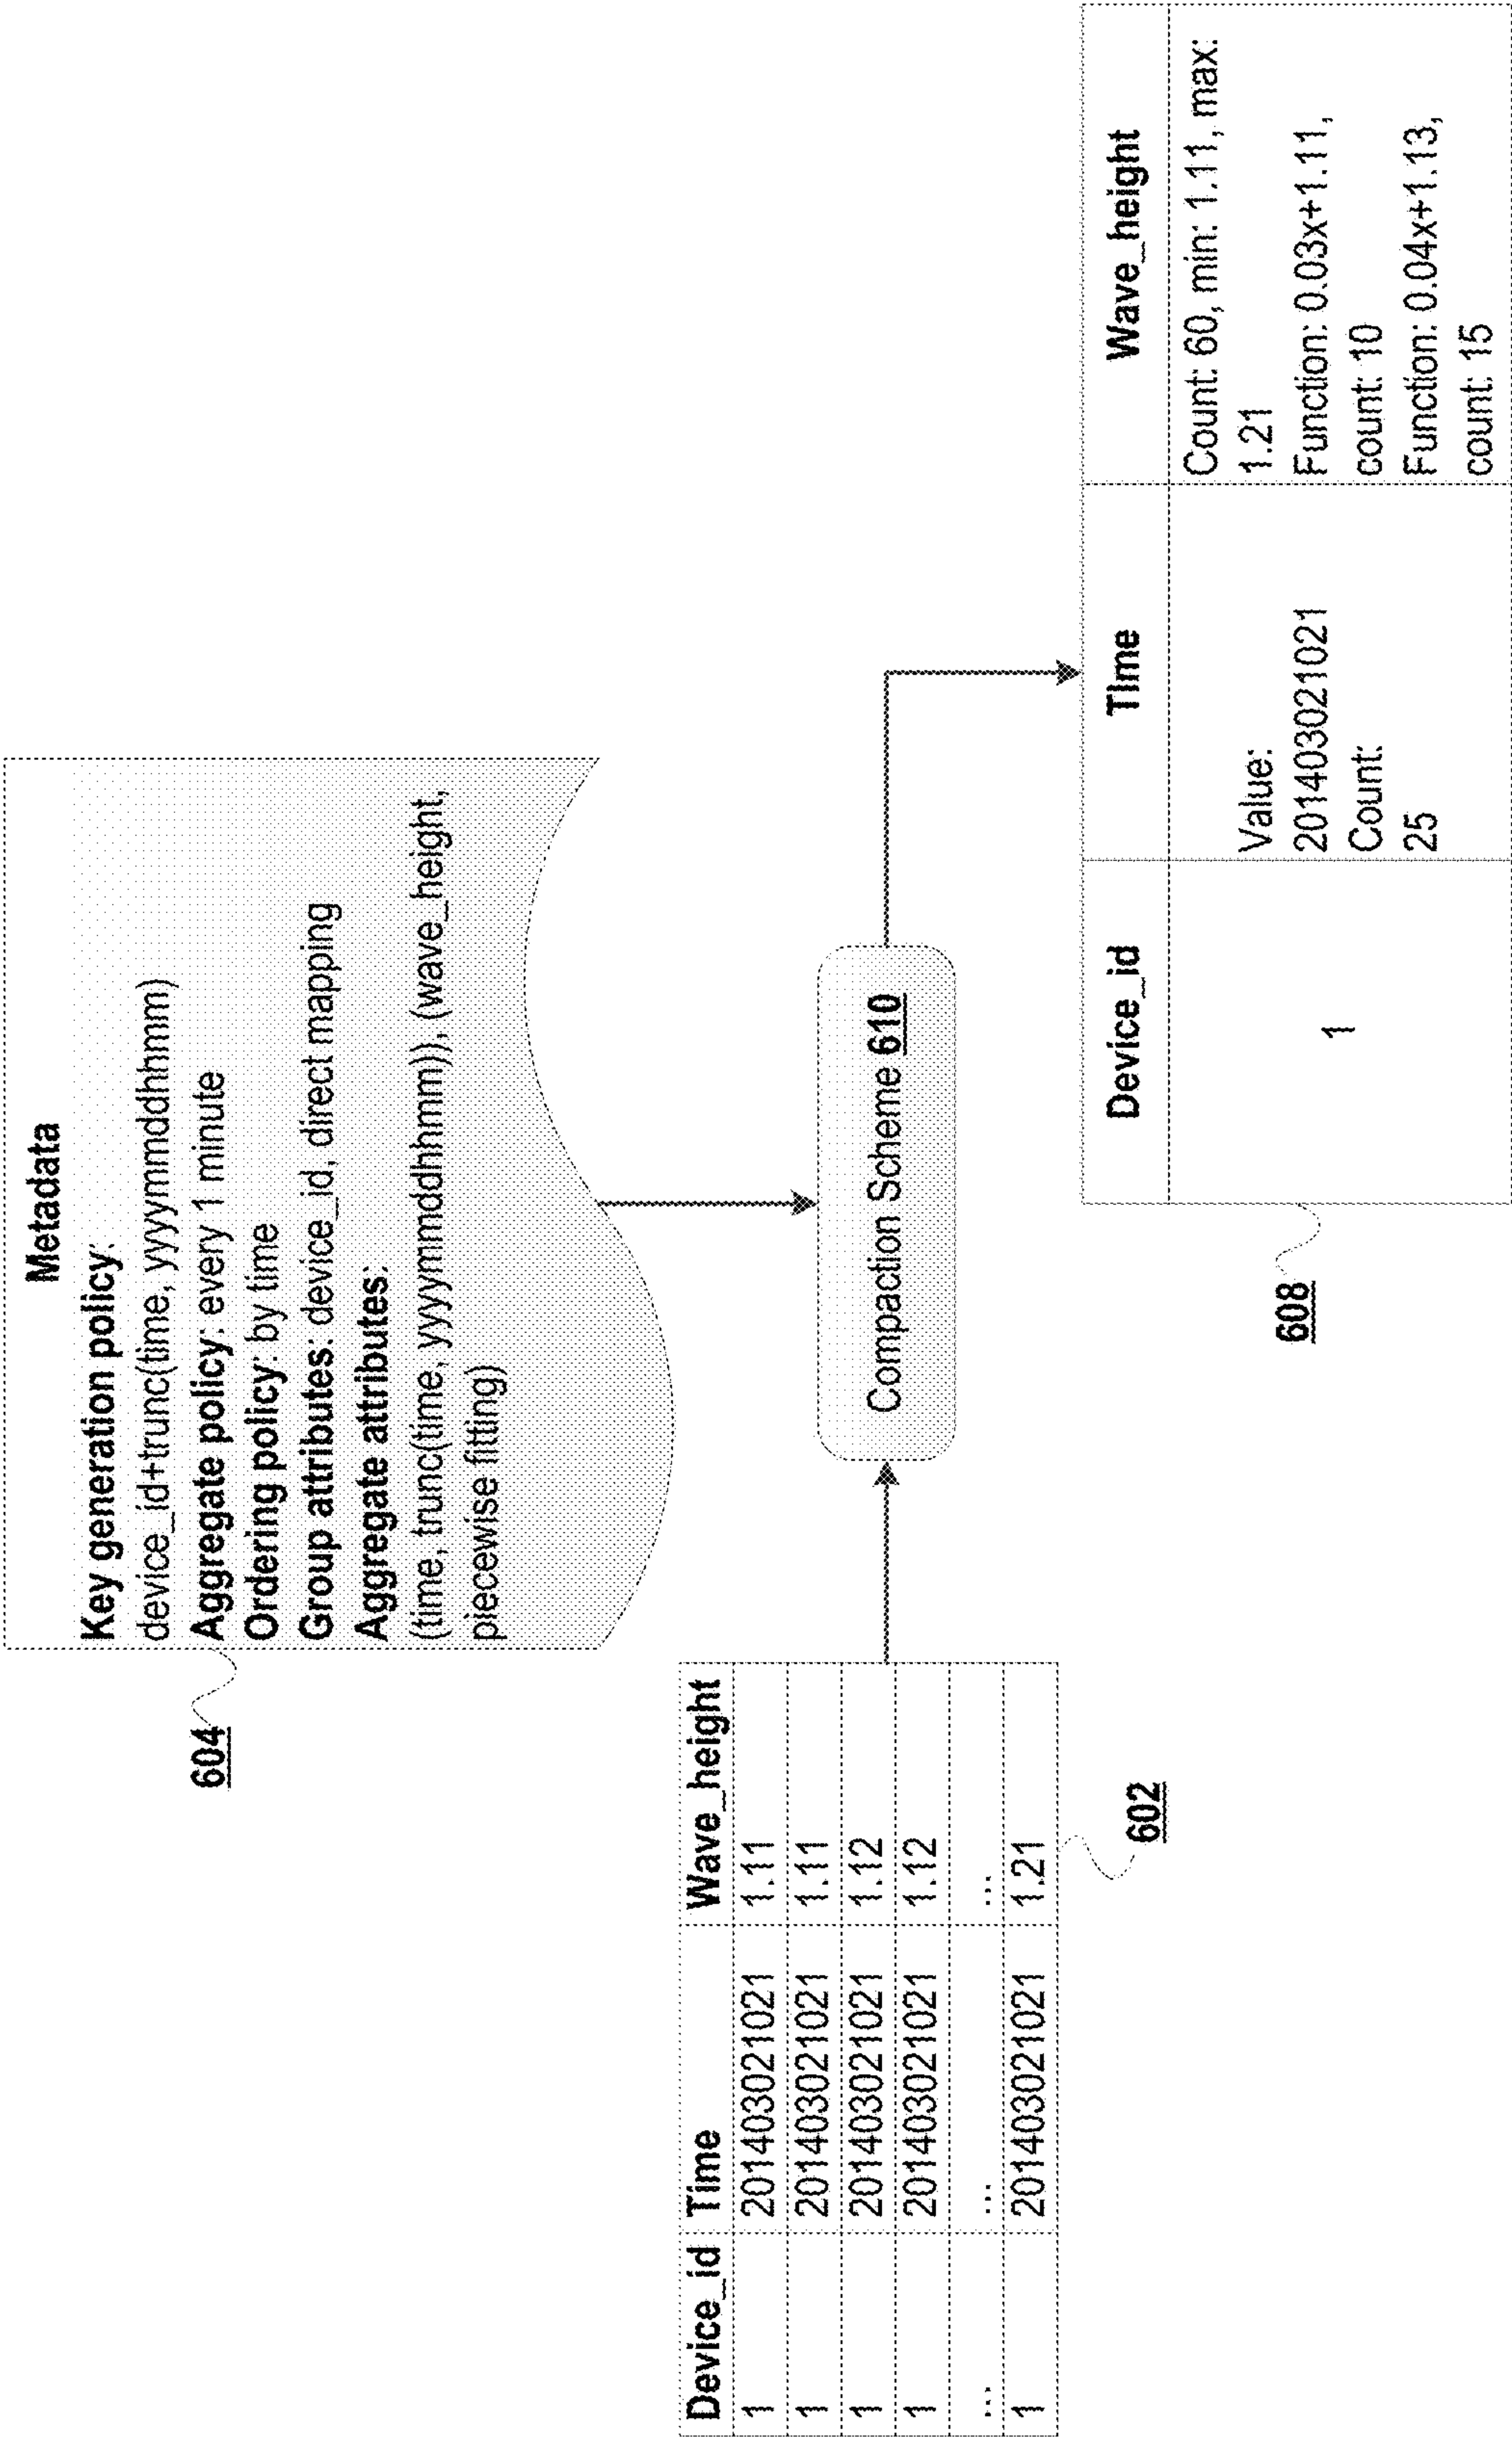 Metadata
Key generation policy:
device_id+trunc(time, yyyymmddhhmm)
Aggregate policy: every 1 minute
Ordering policy: by time
Group attributes: device_id, direct mapping
Aggregate attributes:
(time, trunc(time, yyyymmddhhmm)), (wave_height,
piecewise fitting)
604
Device_id Time Wave_height
1 201403021021 1.11
1 201403021021 1.11
1 201403021021 1.12
1 201403021021 1.12
... ... ...
1 201403021021 1.21
602
Compaction Scheme 610
Device_id Time Wave_height
1
Value:
201403021021
Count:
25
Count: 60, min: 1.11, max:
1.21
Function: 0.03x+1.11,
count: 10
Function: 0.04x+1.13,
count: 15
608